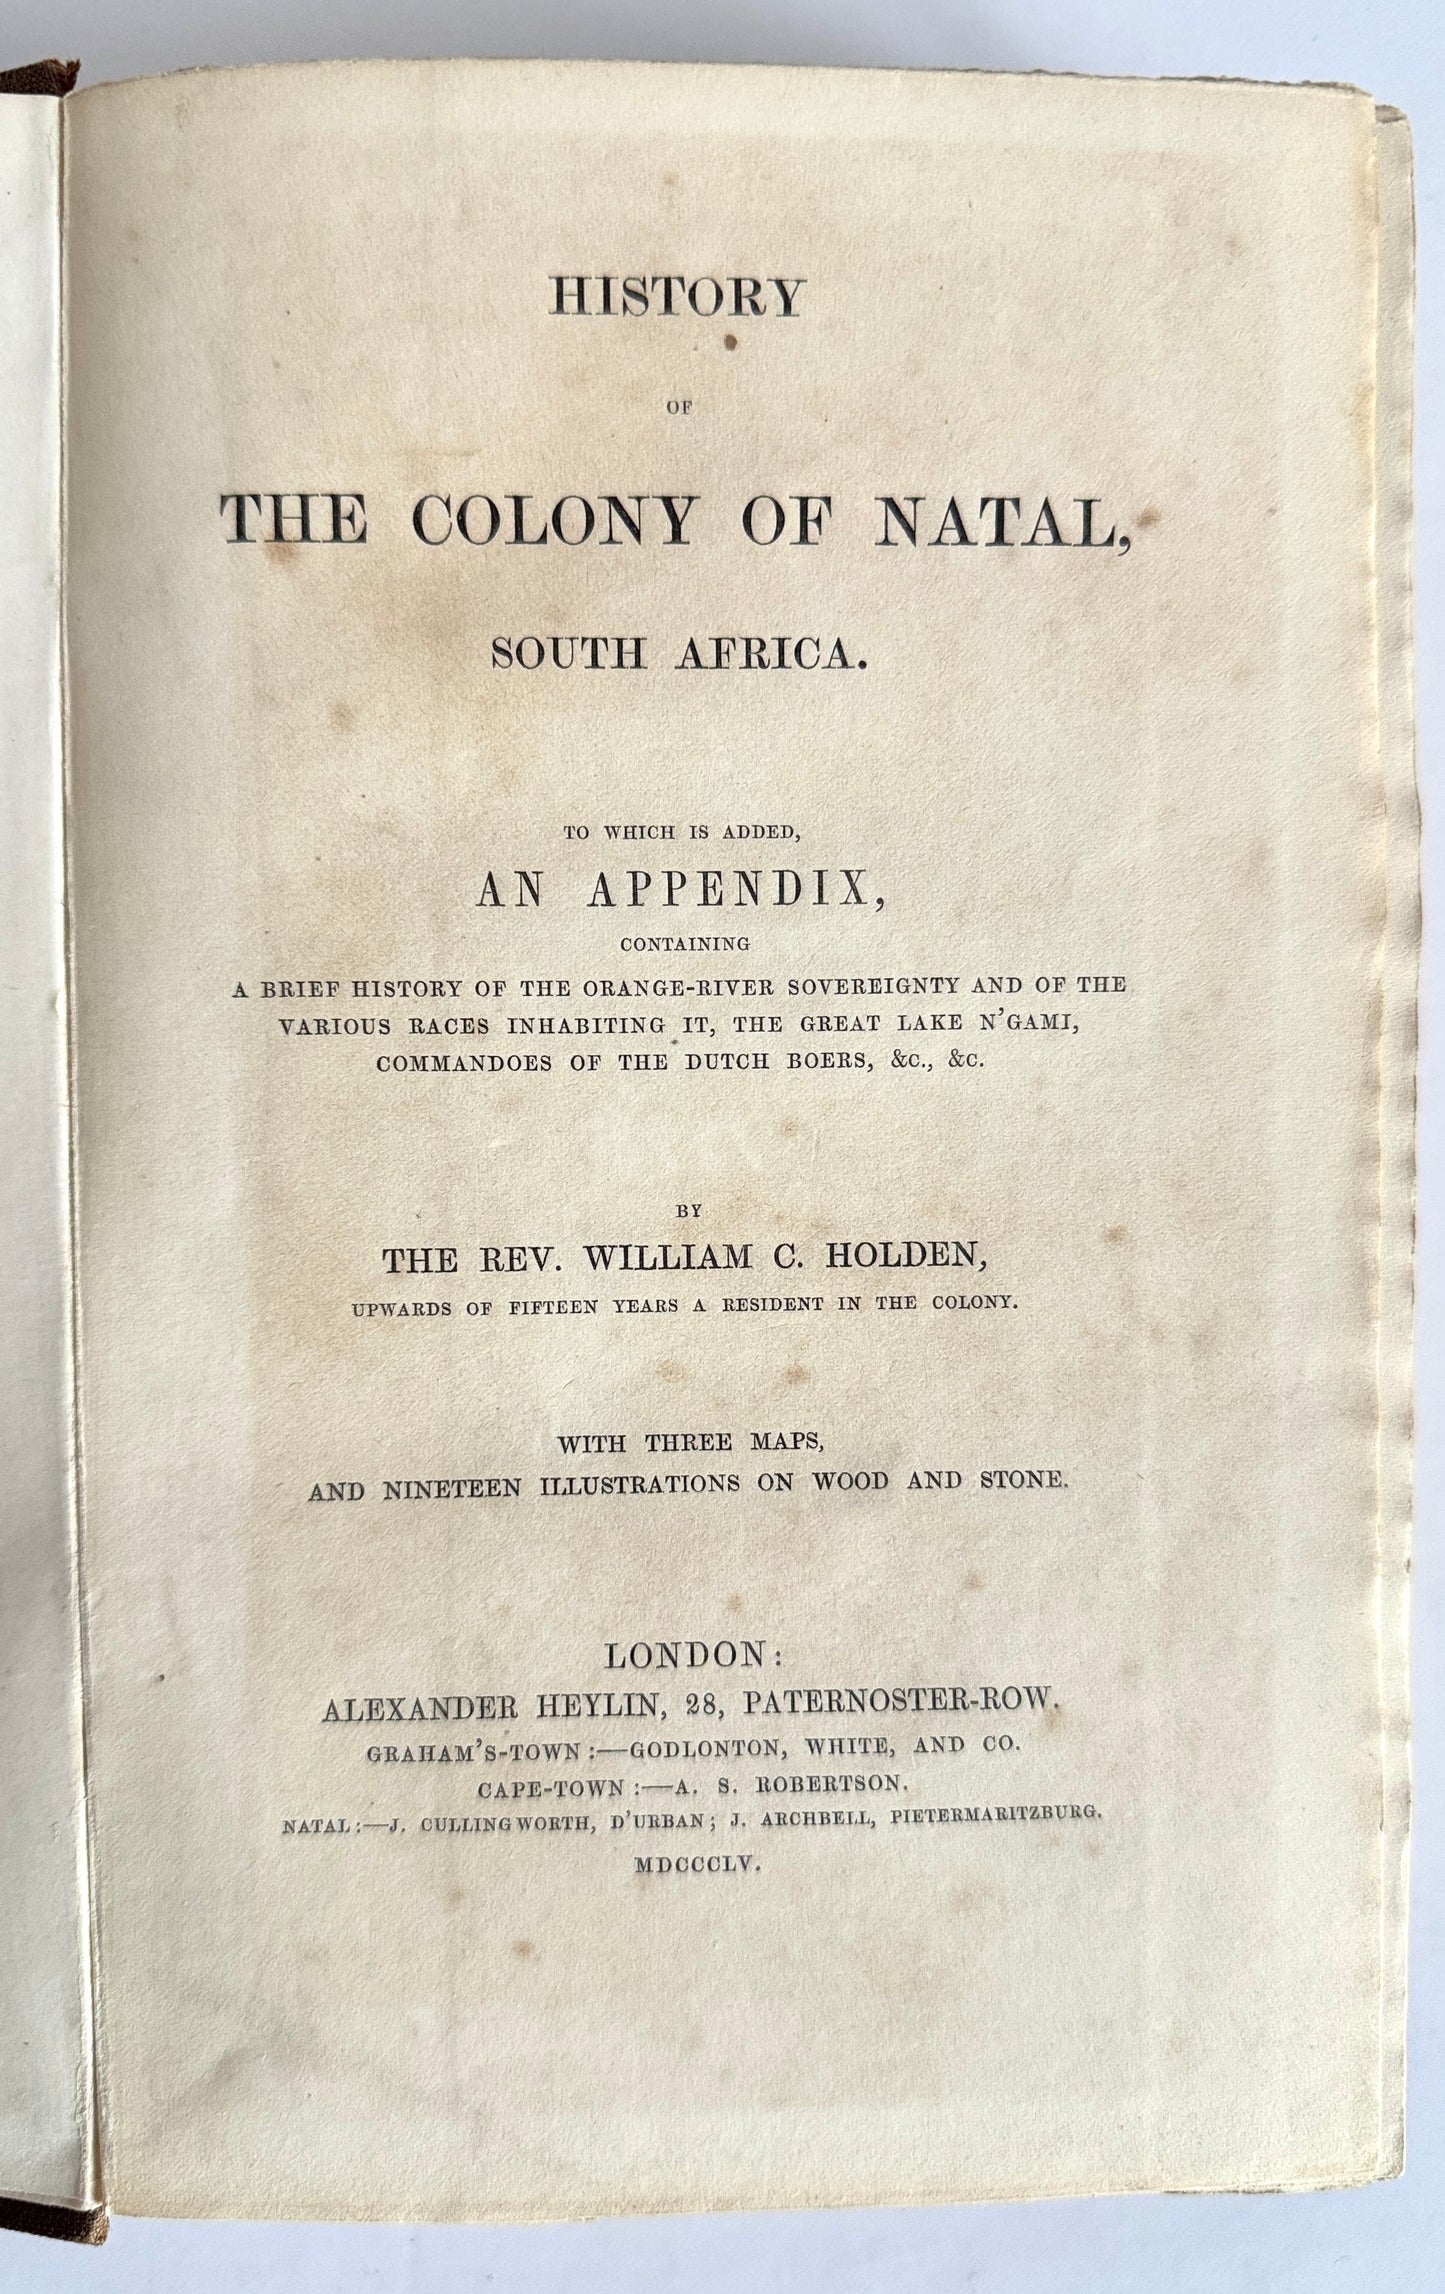 HISTORY
OF
THE COLONY OF NATAL,
SOUTH AFRICA.
TO WHICH IS ADDED,
AN APPENDIX,
CONTAINING
A BRIEF HISTORY OF THE ORANGE-RIVER SOVEREIGNTY AND OF THE
VARIOUS RACES INHABITING IT, THE GREAT LAKE N'GAMI,
COMMANDOES OF THE DUTCH BOERS, &C., &C.
BY
THE REV. WILLIAM C. HOLDEN,
UPWARDS OF FIFTEEN YEARS A RESIDENT IN THE COLONY.
WITH THREE MAPS,
AND NINETEEN ILLUSTRATIONS ON WOOD AND STONE.
LONDON:
ALEXANDER HEYLIN, 28, PATERNOSTER-ROW.
GRAHAM'S-TOWN:—GODLONTON, WHITE, AND CO.
CAPE-TOWN:—A. S. ROBERTSON.
NATAL:—J. CULLINGWORTH, D'URBAN; J. ARCHBELL, PIETERMARITZBURG.
MDCCCLV.